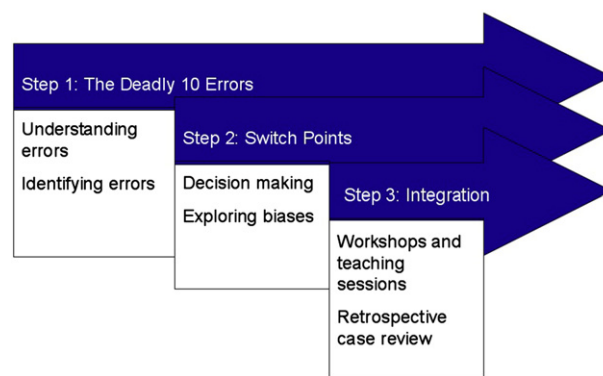 Step 1: The Deadly 10 Errors
Understanding
errors
Identifying errors
Step 2: Switch Points
Decision making
Exploring biases
Step 3: Integration
Workshops and
teaching
sessions
Retrospective
case review